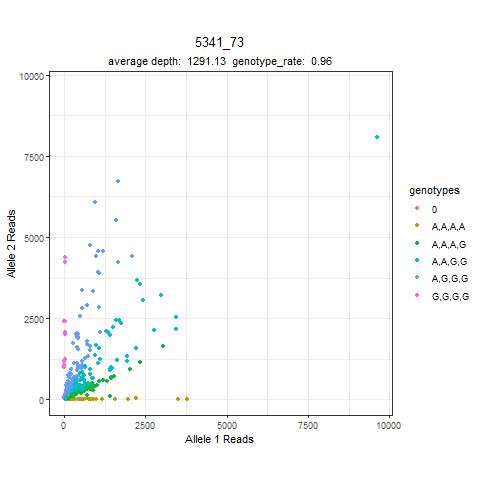 5341_73
average depth:  1291.13  genotype_rate:  0.96
10000
7500
5000
2500
0
Allele 2 Reads
0
2500
5000
7500
10000
Allele 1 Reads
genotypes
0
A.A.A.A
A.A.A.G
A.A.G.G
A.G.G.G
G.G.G.G